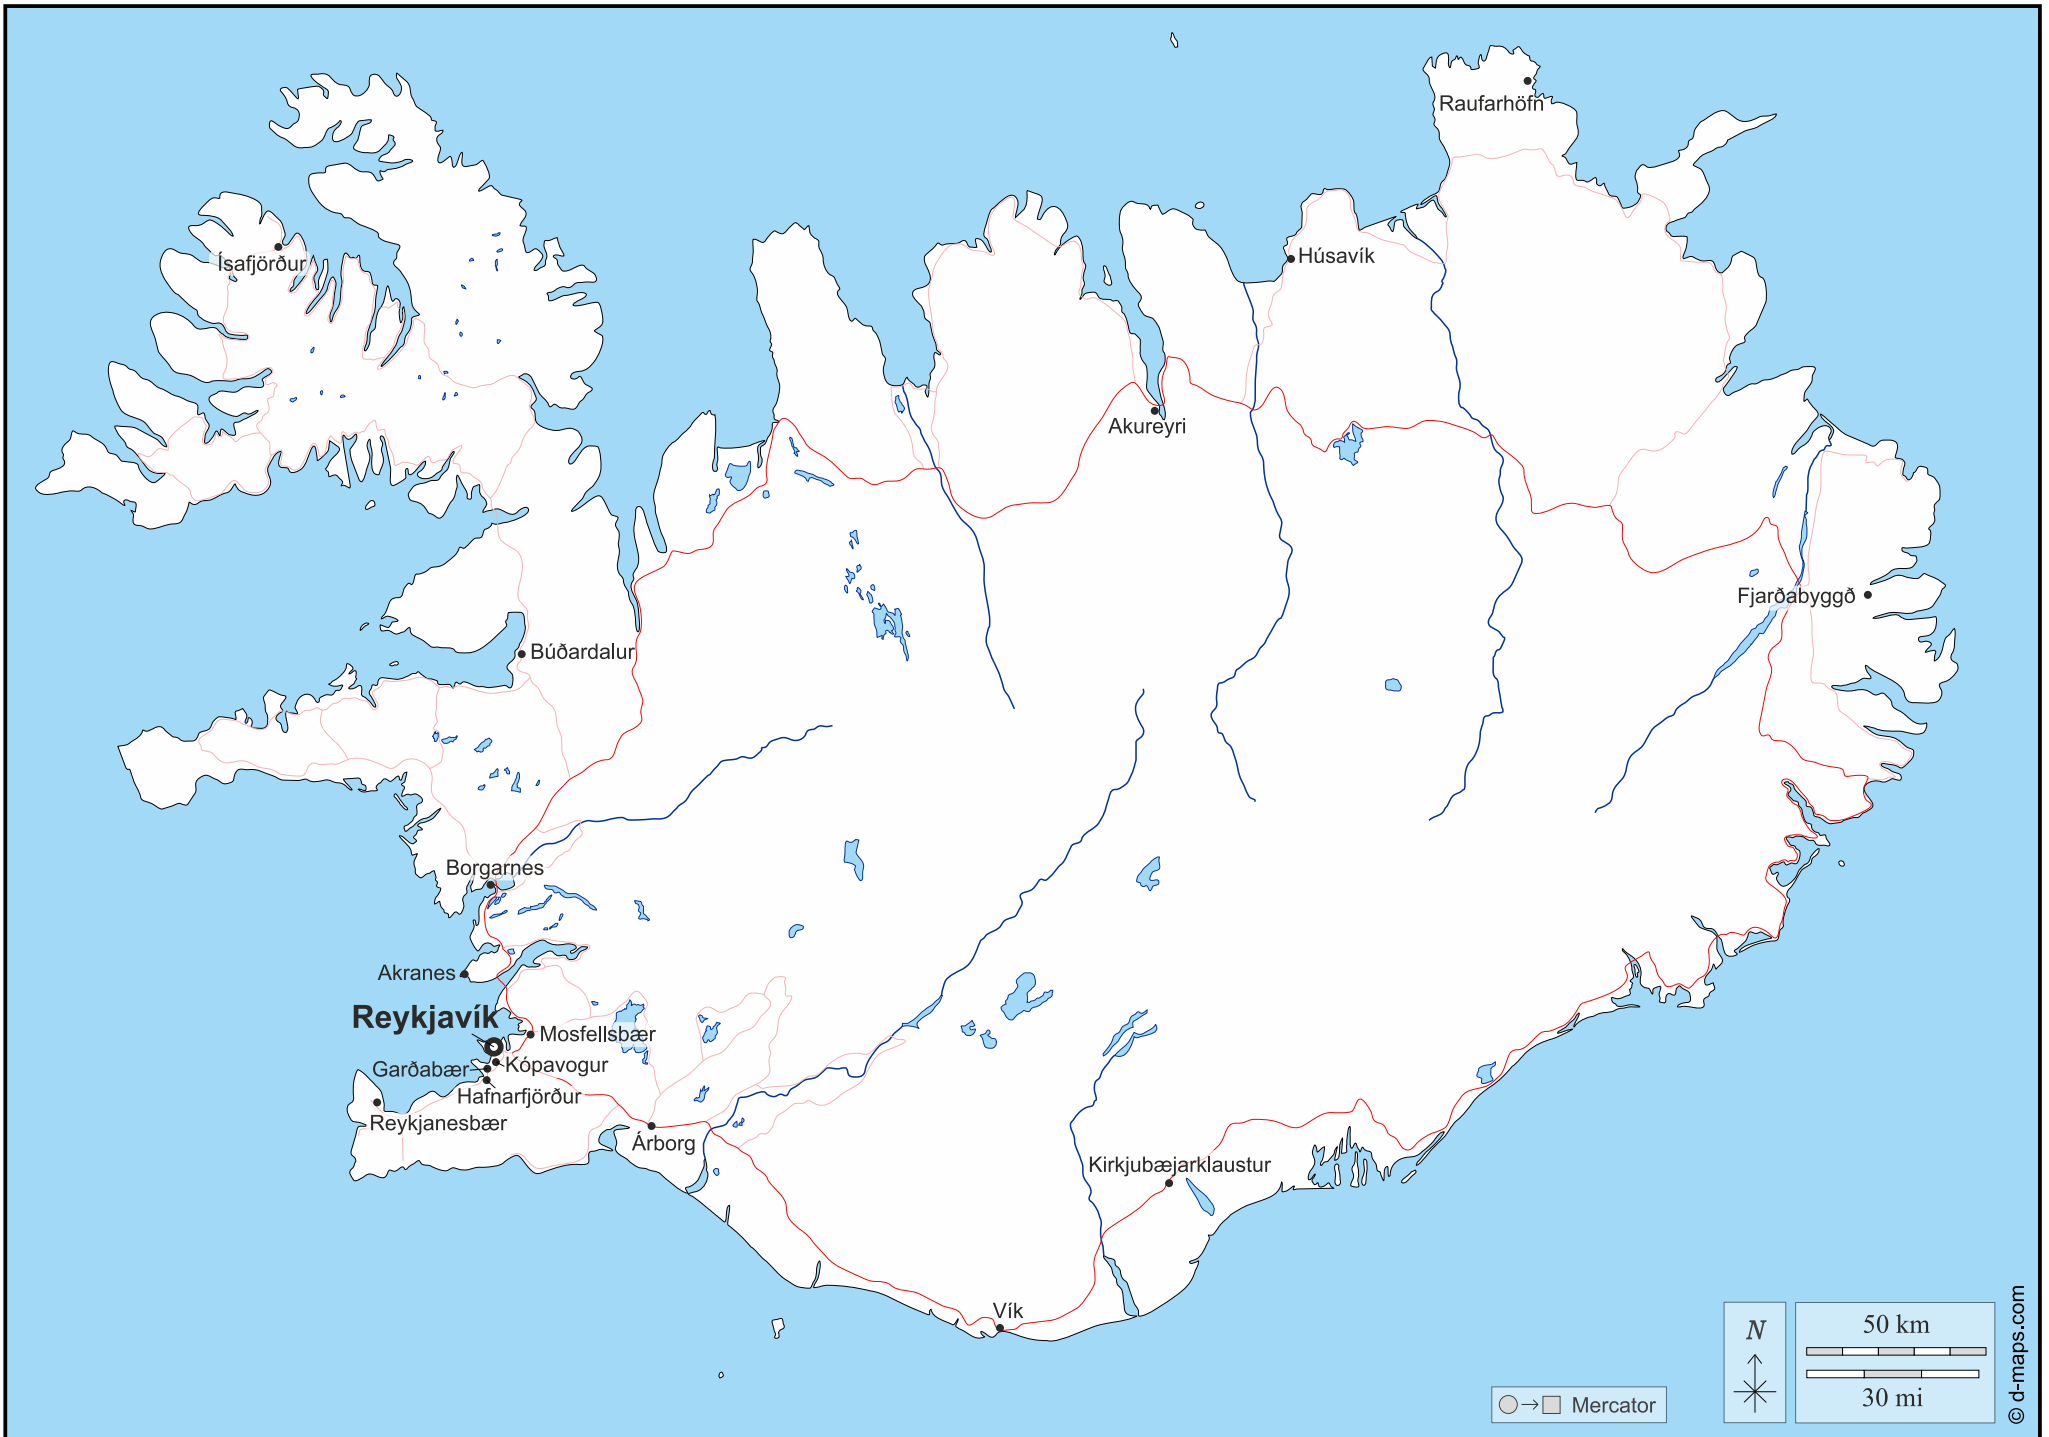 Raufarhöfn
Húsavík
Ísafjörður
Akureyri
Fjarðabyggð
Búðardalur
Borgarnes
Akranes
Reykjavík
Mosfellsbær
Kópavogur
Garðabær
Hafnarfjörður
Reykjanesbær
Árborg
Kirkjubæjarklaustur
Vík
N
50 km
30 mi
Mercator
© d-maps.com